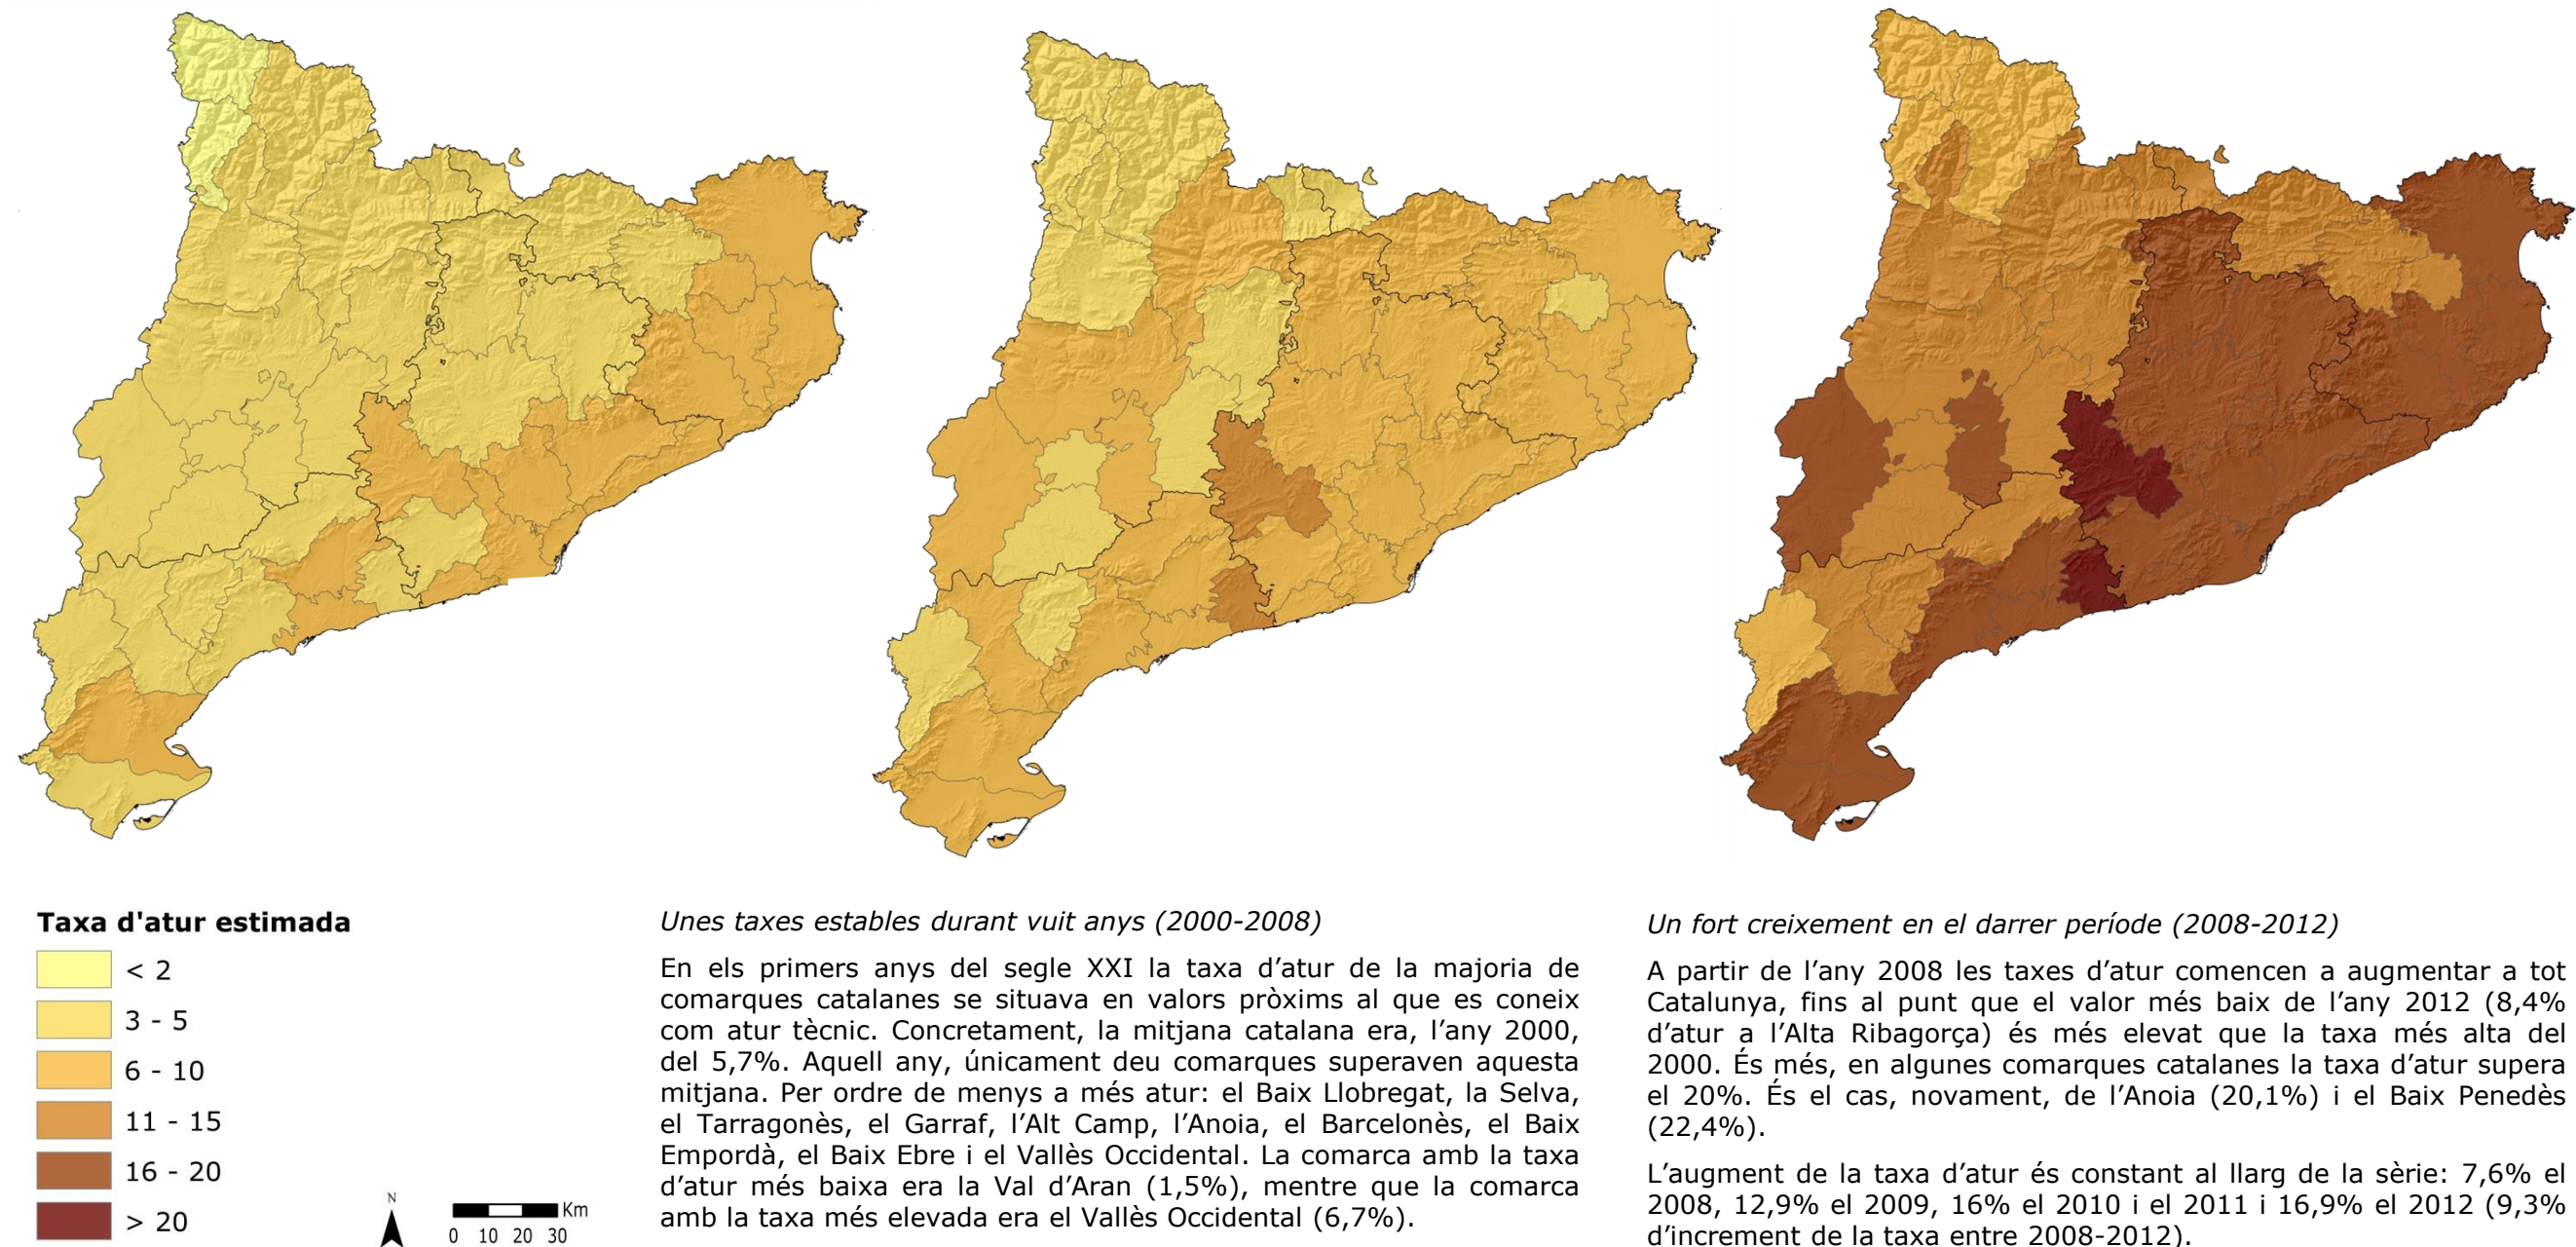 Taxa d'atur estimada
< 2
3 - 5
6 - 10
11 - 15
16 - 20
> 20
N
Km
0 10 20 30
Unes taxes estables durant vuit anys (2000-2008)
En els primers anys del segle XXI la taxa d’atur de la majoria de
comarques catalanes se situava en valors pròxims al que es coneix
com atur tècnic. Concretament, la mitjana catalana era, l’any 2000,
del 5,7%. Aquell any, únicament deu comarques superaven aquesta
mitjana. Per ordre de menys a més atur: el Baix Llobregat, la Selva,
el Tarragonès, el Garraf, l’Alt Camp, l’Anoia, el Barcelonès, el Baix
Empordà, el Baix Ebre i el Vallès Occidental. La comarca amb la taxa
d’atur més baixa era la Val d’Aran (1,5%), mentre que la comarca
amb la taxa més elevada era el Vallès Occidental (6,7%).
Un fort creixement en el darrer període (2008-2012)
A partir de l’any 2008 les taxes d’atur comencen a augmentar a tot
Catalunya, fins al punt que el valor més baix de l’any 2012 (8,4%
d’atur a l’Alta Ribagorça) és més elevat que la taxa més alta del
2000. És més, en algunes comarques catalanes la taxa d’atur supera
el 20%. És el cas, novament, de l’Anoia (20,1%) i el Baix Penedès
(22,4%).
L’augment de la taxa d’atur és constant al llarg de la sèrie: 7,6% el
2008, 12,9% el 2009, 16% el 2010 i el 2011 i 16,9% el 2012 (9,3%
d’increment de la taxa entre 2008-2012).